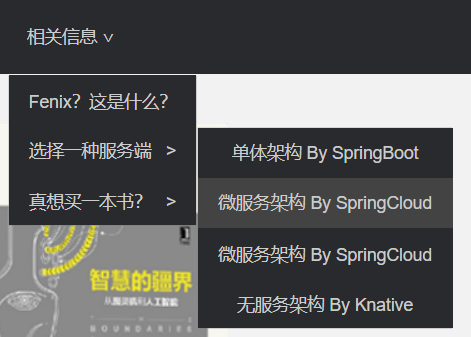 相关信息 ∨
Fenix？这是什么？
选择一种服务端 >
真想买一本书？ >
单体架构 By SpringBoot
微服务架构 By SpringCloud
微服务架构 By SpringCloud
无服务架构 By Knative
智慧的疆界
从图灵机到人工智能
BOUNDARIES